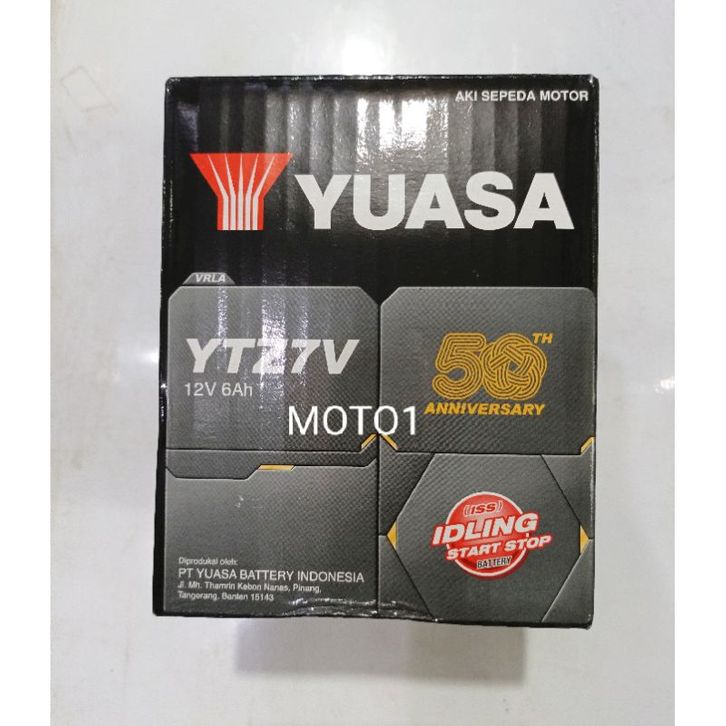 AKI SEPEDA MOTOR
YUASA
VRLA
YTZ7V
12V 6Ah
50TH
ANNIVERSARY
MOTO1
(ISS)
IDLING
START STOP
BATTERY
Diproduksi oleh:
PT YUASA BATTERY INDONESIA
Jl. Mh. Thamrin Kebon Nanas, Pinang,
Tangerang, Banten 15143